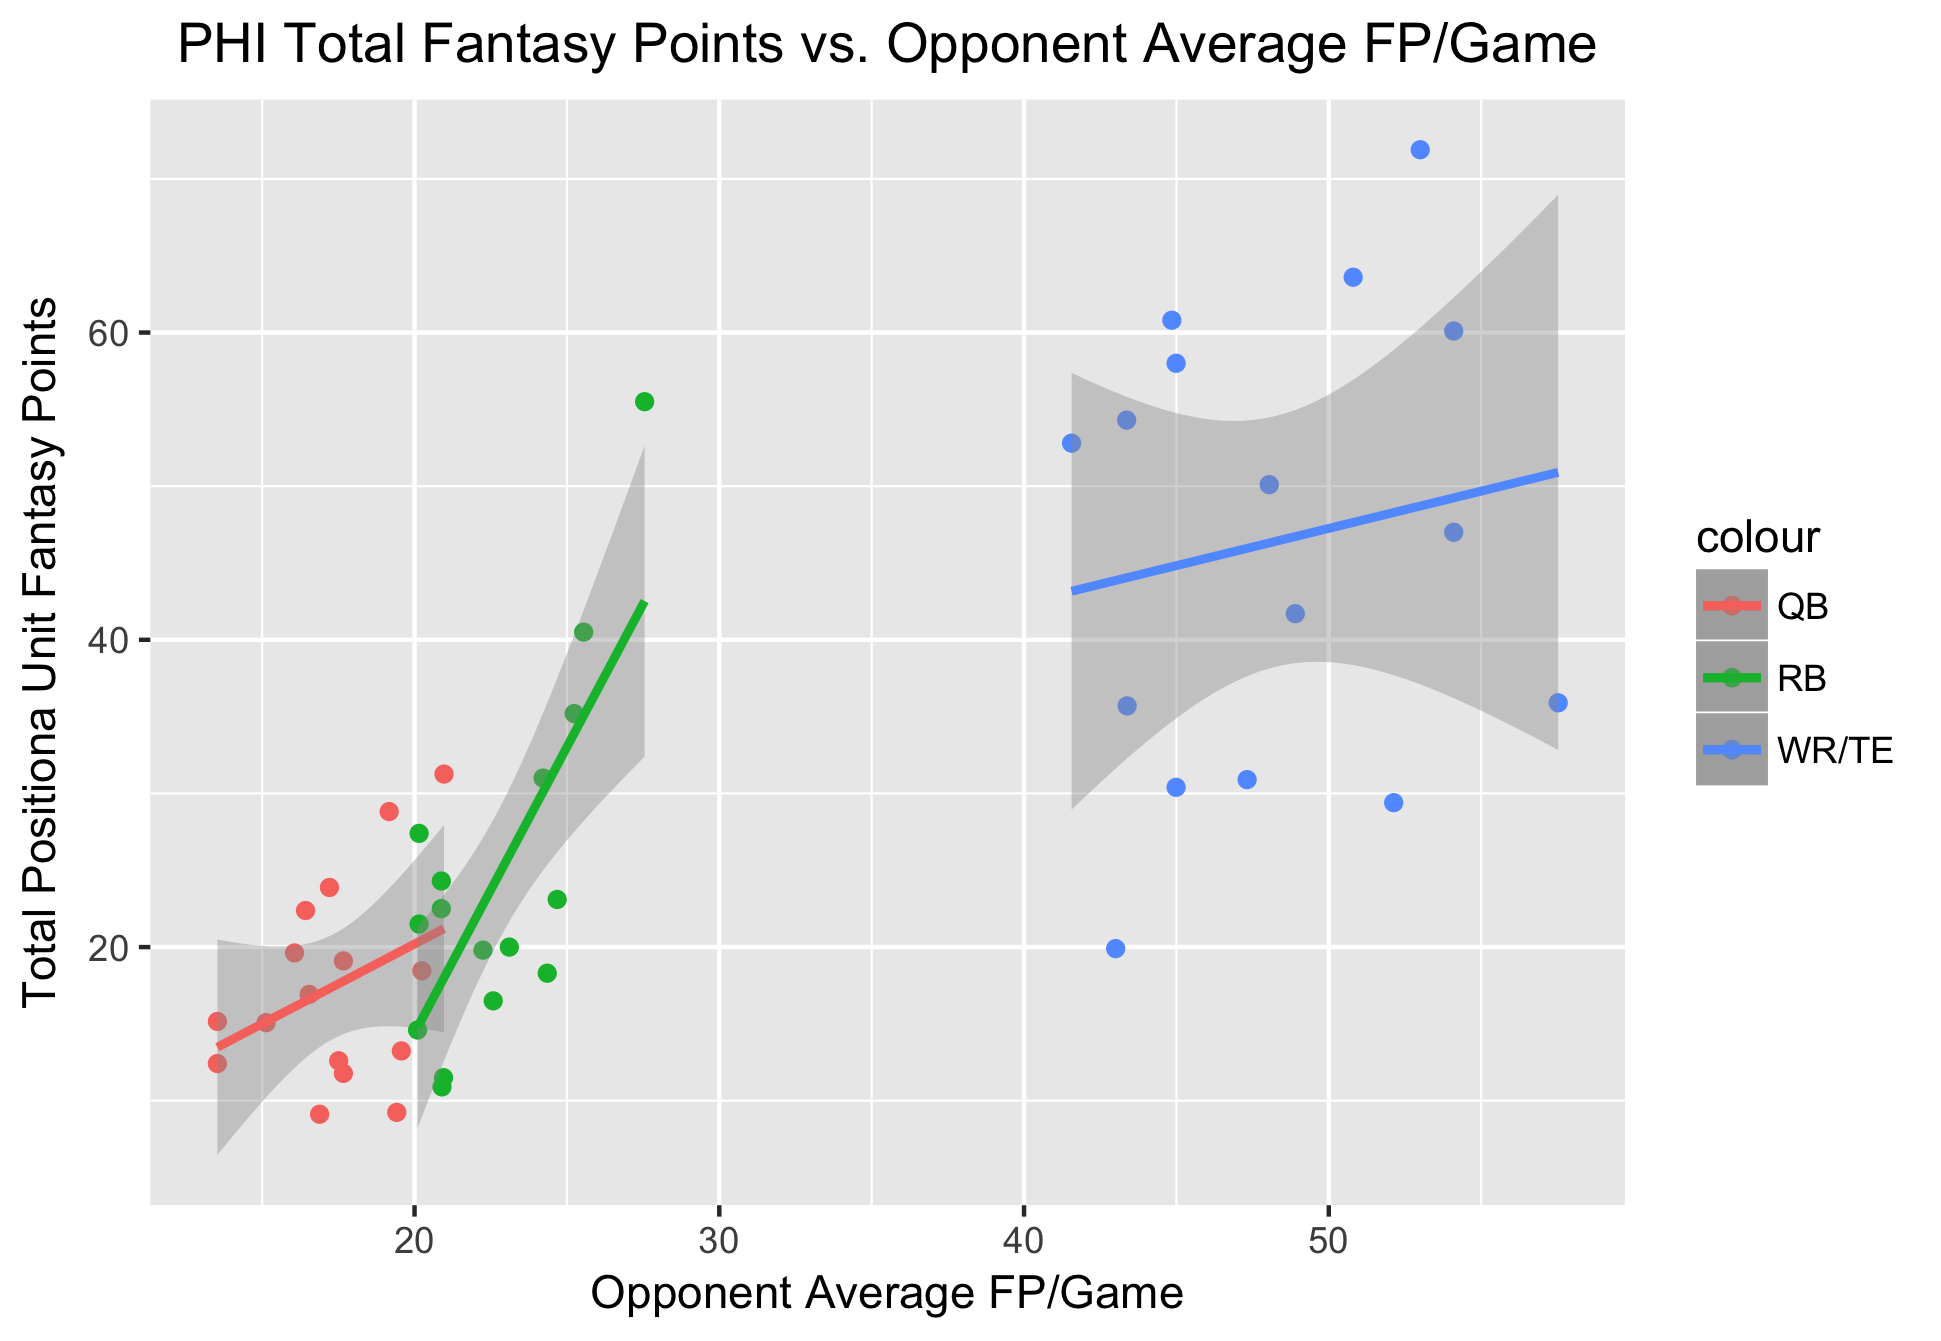 PHI Total Fantasy Points vs. Opponent Average FP/Game
Total Positiona Unit Fantasy Points
60
40
20
20
30
40
50
Opponent Average FP/Game
colour
QB
RB
WR/TE